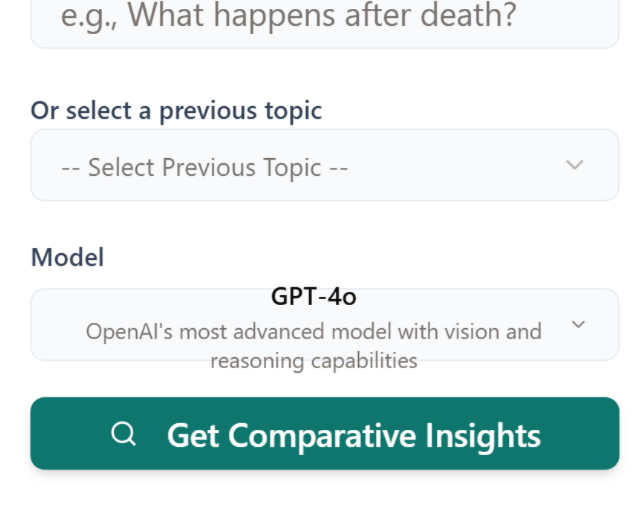 e.g., What happens after death?
Or select a previous topic
-- Select Previous Topic --
Model
GPT-4o
OpenAI's most advanced model with vision and
reasoning capabilities
Get Comparative Insights